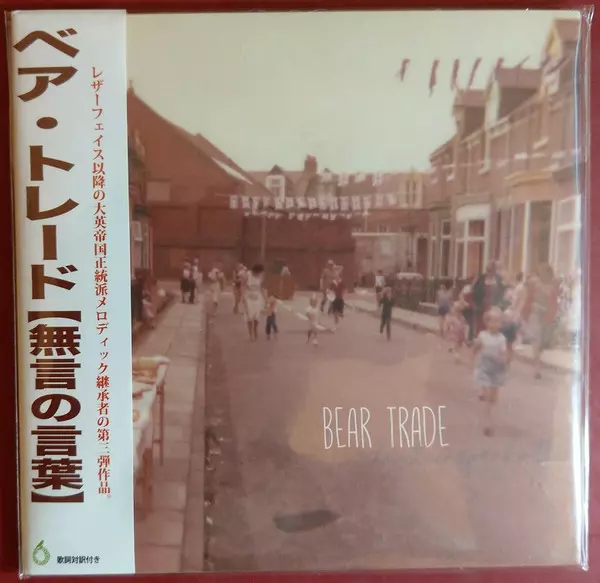 ベア・トレード【無言の言葉】
レザーフェイス以降の大英帝国正統派メロディック継承者の第三弾作品。
歌詞対訳付き
BEAR TRADE